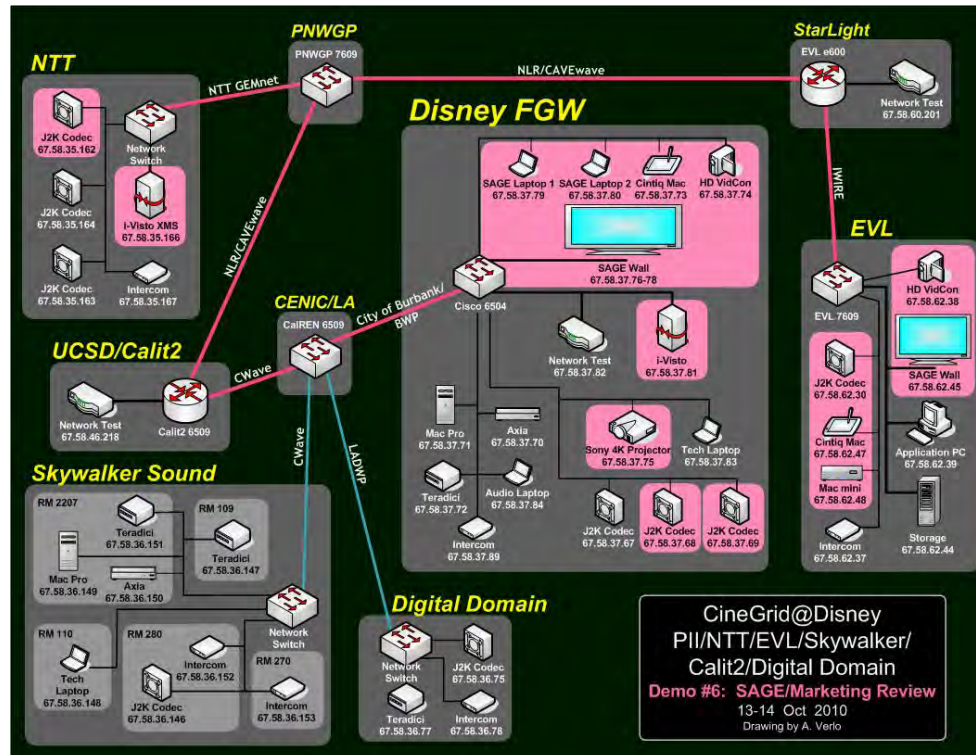 PNWGP
PNWGP 7609
StarLight
EVL e600
Network Test
67.58.60.201
NTT
J2K Codec
67.58.35.162
Network
Switch
J2K Codec
67.58.35.164
i-Visto XMS
67.58.35.166
J2K Codec
67.58.35.163
Intercom
67.58.35.167
NTT GEMnet
NLR/CAVEwave
NLR/CAVEwave
IWIRE
Disney FGW
SAGE Laptop 1
67.58.37.79
SAGE Laptop 2
67.58.37.80
Cintiq Mac
67.58.37.73
HD VidCon
67.58.37.74
SAGE Wall
67.58.37.76-78
Cisco 6504
Network Test
67.58.37.82
i-Visto
67.58.37.81
Mac Pro
67.58.37.71
Axia
67.58.37.70
Sony 4K Projector
67.58.37.75
Tech Laptop
67.58.37.83
Teradici
67.58.37.72
Audio Laptop
67.58.37.84
Intercom
67.58.37.89
J2K Codec
67.58.37.67
J2K Codec
67.58.37.68
J2K Codec
67.58.37.69
EVL
EVL 7609
HD VidCon
67.58.62.38
SAGE Wall
67.58.62.45
J2K Codec
67.58.62.30
Cintiq Mac
67.58.62.47
Mac mini
67.58.62.48
Application PC
67.58.62.39
Intercom
67.58.62.37
Storage
67.58.62.44
CENIC/LA
CalREN 6509
City of Burbank/
BWP
CWave
CWave
LADWP
UCSD/Calit2
Network Test
67.58.46.218
Calit2 6509
Skywalker Sound
RM 2207
Teradici
67.58.36.151
Mac Pro
67.58.36.149
Axia
67.58.36.150
RM 109
Teradici
67.58.36.147
Network
Switch
RM 110
Tech
Laptop
67.58.36.148
RM 280
Intercom
67.58.36.152
J2K Codec
67.58.36.146
RM 270
Intercom
67.58.36.153
Digital Domain
Network
Switch
J2K Codec
67.58.36.75
Teradici
67.58.36.77
Intercom
67.58.36.78
CineGrid@Disney
PII/NTT/EVL/Skywalker/
Calit2/Digital Domain
Demo #6: SAGE/Marketing Review
13-14 Oct 2010
Drawing by A. Verlo